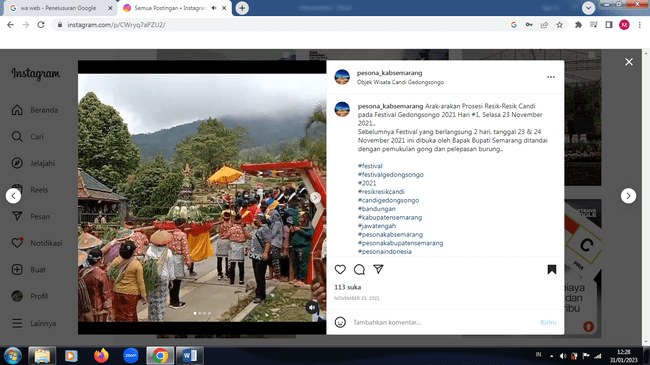 wa web - Penelusuran Google
Semua Postingan • Instagram
instagram.com/p/CWryq7aPZU2/
Instagram
Beranda
Cari
Jelajahi
Reels
Pesan
Notifikasi
Buat
Profil
Lainnya
pesona_kabsemarang
Objek Wisata Candi Gedongsongo
pesona_kabsemarang Arak-arakan Prosesi Resik-Resik Candi
pada Festival Gedongsongo 2021 Hari #1. Selasa 23 November
2021..
Sebelumnya Festival yang berlangsung 2 hari, tanggal 23 & 24
November 2021 ini dibuka oleh Bapak Bupati Semarang ditandai
dengan pemukulan gong dan pelepasan burung..
#festival
#festivalgedongsongo
#2021
#resikresikcandi
#candigedongsongo
#bandungan
#kabupatensemarang
#jawatengah
#pesonakabsemarang
#pesonakabupatensemarang
#pesonaindonesia
113 suka
NOVEMBER 25, 2021
Tambahkan komentar...
Kirim
M
C
zoom
W
IN
12:28
31/01/2023